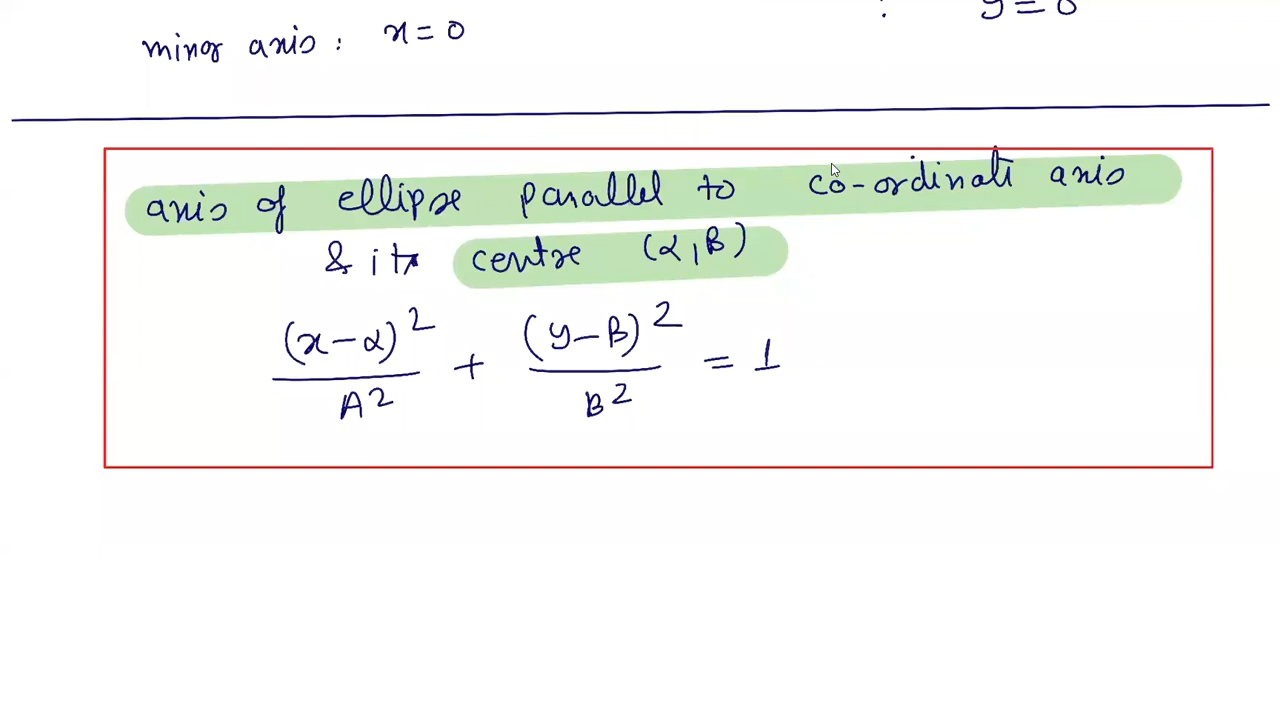 : y = 0
minor axis : x = 0
axis of ellipse parallel to co-ordinate axis
& its centre (α, β)
(x-α)²/A² + (y-β)²/B² = 1